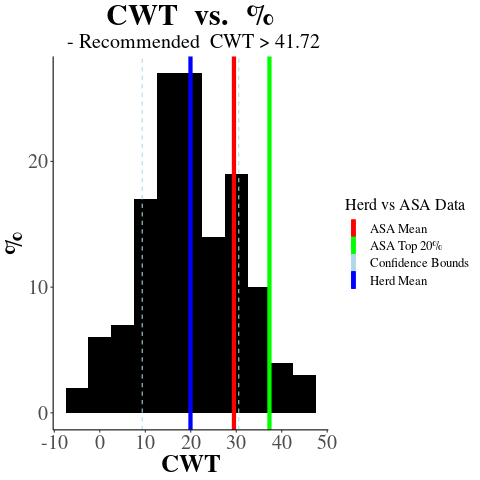 CWT vs. %
- Recommended CWT > 41.72
%
20
10
0
-10 0 10 20 30 40 50
CWT
Herd vs ASA Data
ASA Mean
ASA Top 20%
Confidence Bounds
Herd Mean